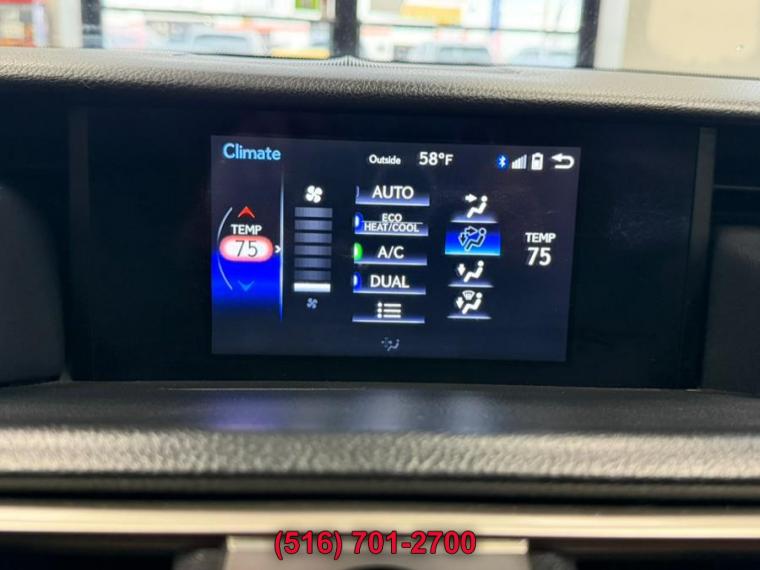 Climate
Outside 58°F
AUTO
TEMP
75
ECO
HEAT/COOL
A/C
DUAL
TEMP
75
(516) 701-2700